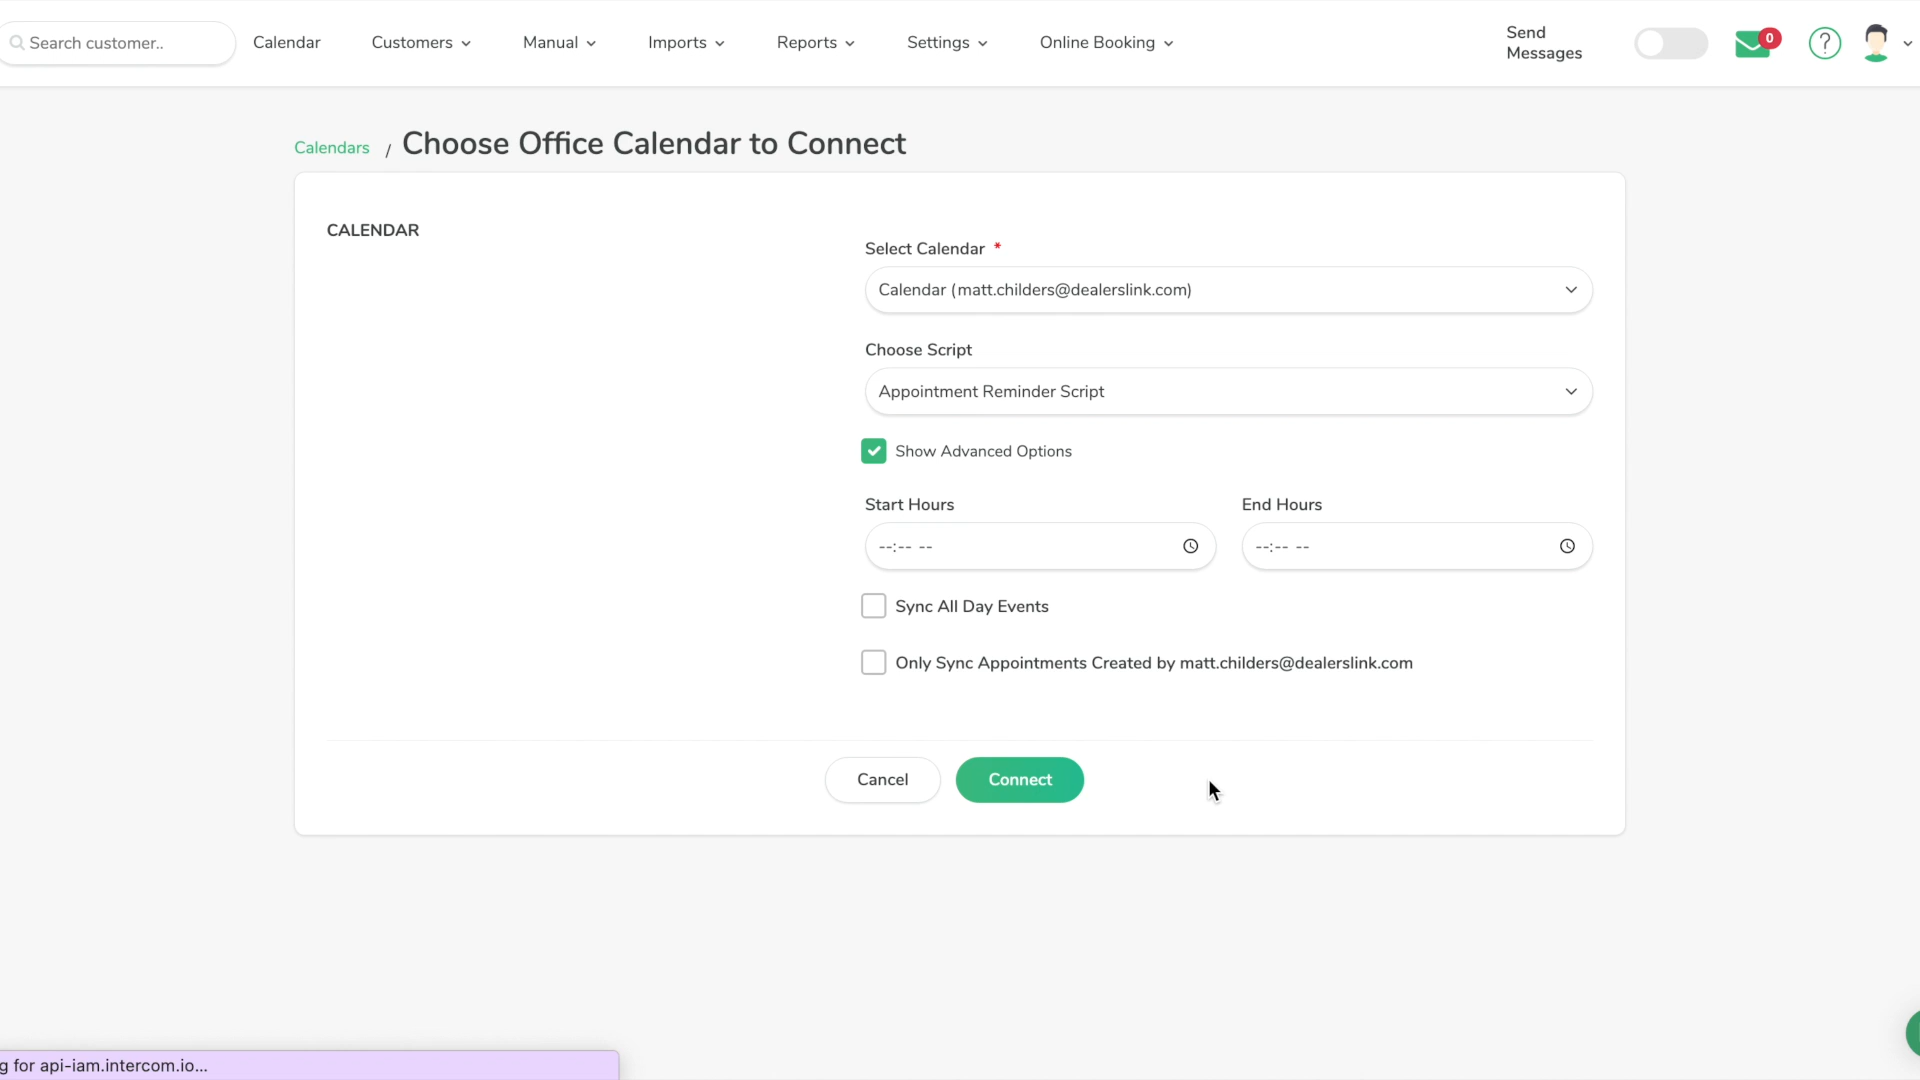 Search customer..
Calendar
Customers
Manual
Imports
Reports
Settings
Online Booking
Send
Messages
0
?
Calendars / Choose Office Calendar to Connect
CALENDAR
Select Calendar *
Calendar (matt.childers@dealerslink.com)
Choose Script
Appointment Reminder Script
Show Advanced Options
Start Hours
End Hours
--:-- --
--:-- --
Sync All Day Events
Only Sync Appointments Created by matt.childers@dealerslink.com
Cancel
Connect
g for api-iam.intercom.io...